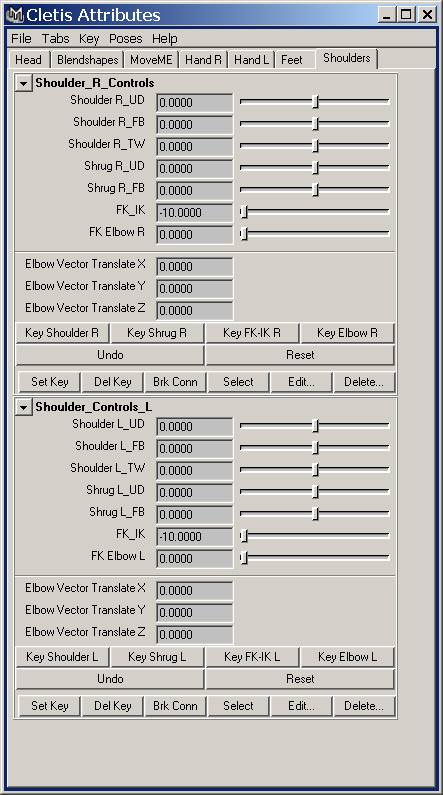 Cletis Attributes
File Tabs Key Poses Help
Head Blendshapes MoveME Hand R Hand L Feet Shoulders
Shoulder_R_Controls
Shoulder R_UD 0.0000
Shoulder R_FB 0.0000
Shoulder R_TW 0.0000
Shrug R_UD 0.0000
Shrug R_FB 0.0000
FK_IK -10.0000
FK Elbow R 0.0000
Elbow Vector Translate X 0.0000
Elbow Vector Translate Y 0.0000
Elbow Vector Translate Z 0.0000
Key Shoulder R Key Shrug R Key FK-IK R Key Elbow R
Undo Reset
Set Key Del Key Brk Conn Select Edit... Delete...
Shoulder_Controls_L
Shoulder L_UD 0.0000
Shoulder L_FB 0.0000
Shoulder L_TW 0.0000
Shrug L_UD 0.0000
Shrug L_FB 0.0000
FK_IK -10.0000
FK Elbow L 0.0000
Elbow Vector Translate X 0.0000
Elbow Vector Translate Y 0.0000
Elbow Vector Translate Z 0.0000
Key Shoulder L Key Shrug L Key FK-IK L Key Elbow L
Undo Reset
Set Key Del Key Brk Conn Select Edit... Delete...